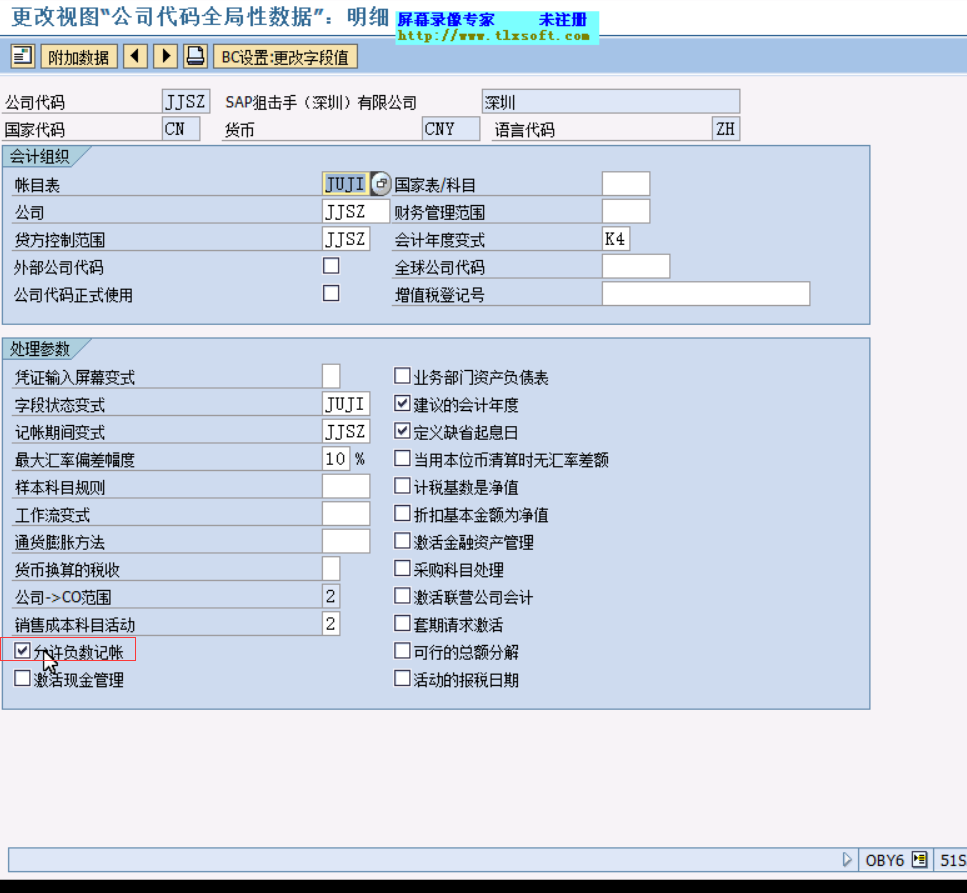 更改视图“公司代码全局性数据”：明细
屏幕录像专家 未注册
http://www.tlxsoft.com
附加数据 BC设置:更改字段值
公司代码 JJSZ SAP狙击手（深圳）有限公司 深圳
国家代码 CN 货币 CNY 语言代码 ZH
会计组织
帐目表 JUJI 国家表/科目
公司 JJSZ 财务管理范围
贷方控制范围 JJSZ 会计年度变式 K4
外部公司代码 全球公司代码
公司代码正式使用 增值税登记号
处理参数
凭证输入屏幕变式 业务部门资产负债表
字段状态变式 JUJI 建议的会计年度
记帐期间变式 JJSZ 定义缺省起息日
最大汇率偏差幅度 10 % 当用本位币清算时无汇率差额
样本科目规则 计税基数是净值
工作流变式 折扣基本金额为净值
通货膨胀方法 激活金融资产管理
货币换算的税收 采购科目处理
公司->CO范围 2 激活联营公司会计
销售成本科目活动 2 套期请求激活
允许负数记帐 可行的总额分解
激活现金管理 活动的报税日期
OBY6 51S